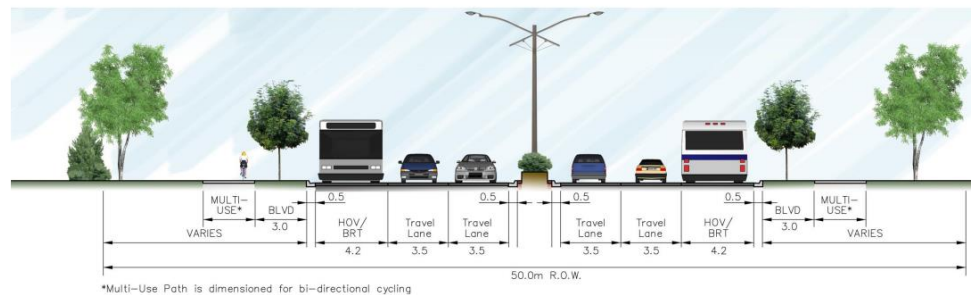 0.5
0.5
0.5
0.5
MULTI-
USE*
BLVD
3.0
VARIES
HOV/
BRT
4.2
Travel
Lane
3.5
Travel
Lane
3.5
Travel
Lane
3.5
Travel
Lane
3.5
HOV/
BRT
4.2
BLVD
3.0
MULTI-
USE*
VARIES
50.0m R.O.W.
*Multi-Use Path is dimensioned for bi-directional cycling